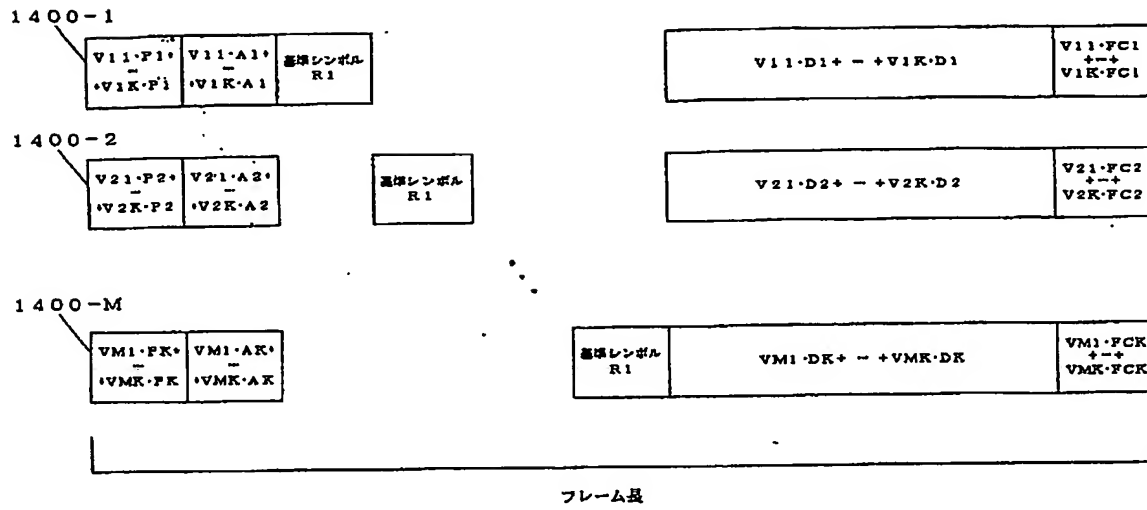 1400-1
V11·P1+
~
+V1K·P1
V11·A1+
~
+V1K·A1
基準シンボル
R1
V11·D1+ ~ +V1K·D1
V11·FC1
+~+
V1K·FC1
1400-2
V21·P2+
~
+V2K·P2
V21·A2+
~
+V2K·A2
基準シンボル
R1
V21·D2+ ~ +V2K·D2
V21·FC2
+~+
V2K·FC2
1400-M
VM1·PK+
~
+VMK·PK
VM1·AK+
~
+VMK·AK
基準シンボル
R1
VM1·DK+ ~ +VMK·DK
VM1·FCK
+~+
VMK·FCK
フレーム長